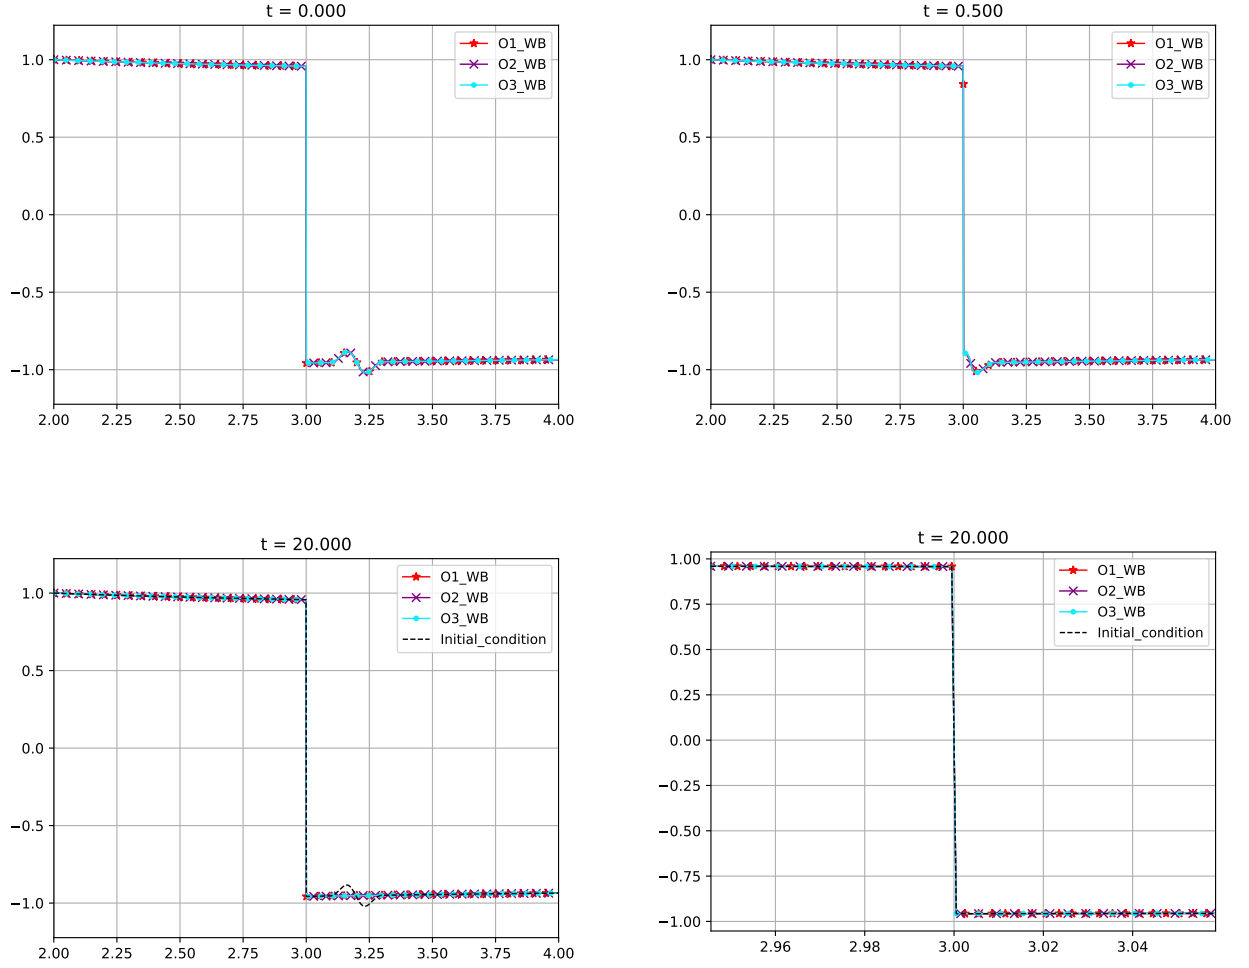 t = 0.000
1.0
0.5
0.0
−0.5
−1.0
2.00 2.25 2.50 2.75 3.00 3.25 3.50 3.75 4.00
O1_WB
O2_WB
O3_WB
t = 0.500
1.0
0.5
0.0
−0.5
−1.0
2.00 2.25 2.50 2.75 3.00 3.25 3.50 3.75 4.00
O1_WB
O2_WB
O3_WB
t = 20.000
1.0
0.5
0.0
−0.5
−1.0
2.00 2.25 2.50 2.75 3.00 3.25 3.50 3.75 4.00
O1_WB
O2_WB
O3_WB
Initial_condition
t = 20.000
1.00
0.75
0.50
0.25
0.00
−0.25
−0.50
−0.75
−1.00
2.96 2.98 3.00 3.02 3.04
O1_WB
O2_WB
O3_WB
Initial_condition